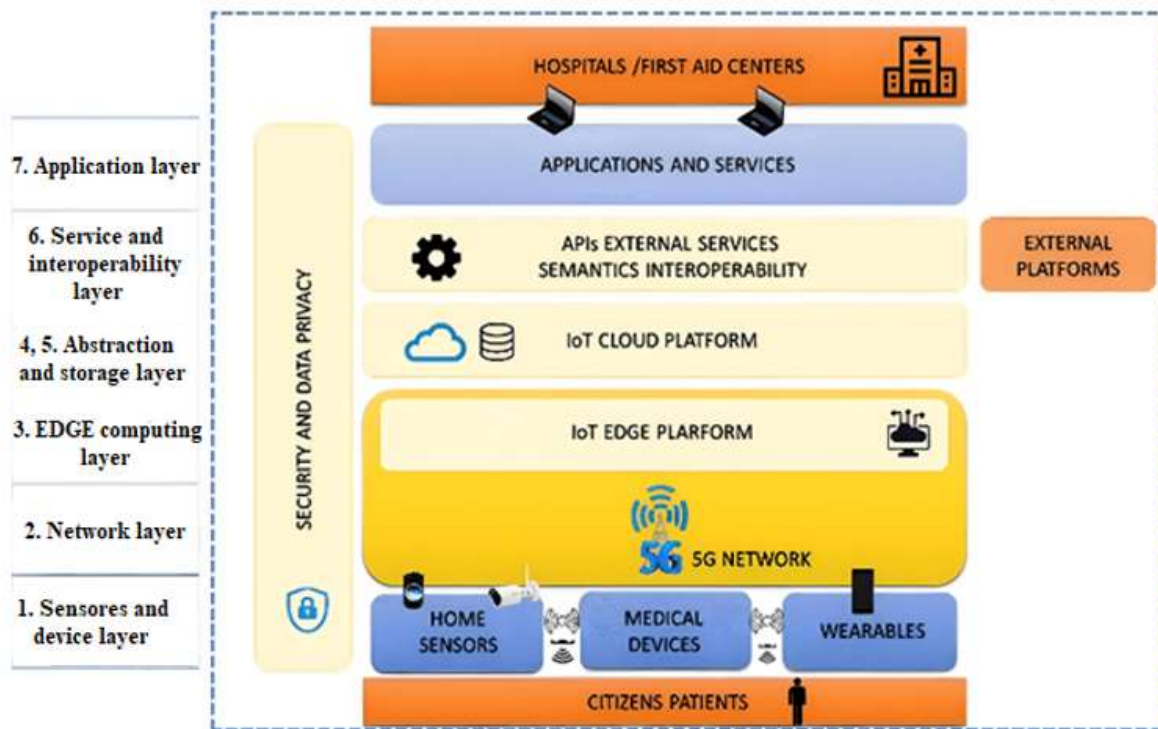 HOSPITALS /FIRST AID CENTERS
7. Application layer
APPLICATIONS AND SERVICES
6. Service and
interoperability
layer
APIs EXTERNAL SERVICES
SEMANTICS INTEROPERABILITY
EXTERNAL
PLATFORMS
4, 5. Abstraction
and storage layer
IoT CLOUD PLATFORM
3. EDGE computing
layer
IoT EDGE PLARFORM
SECURITY AND DATA PRIVACY
2. Network layer
5G
5G NETWORK
1. Sensores and
device layer
HOME
SENSORS
MEDICAL
DEVICES
WEARABLES
CITIZENS PATIENTS